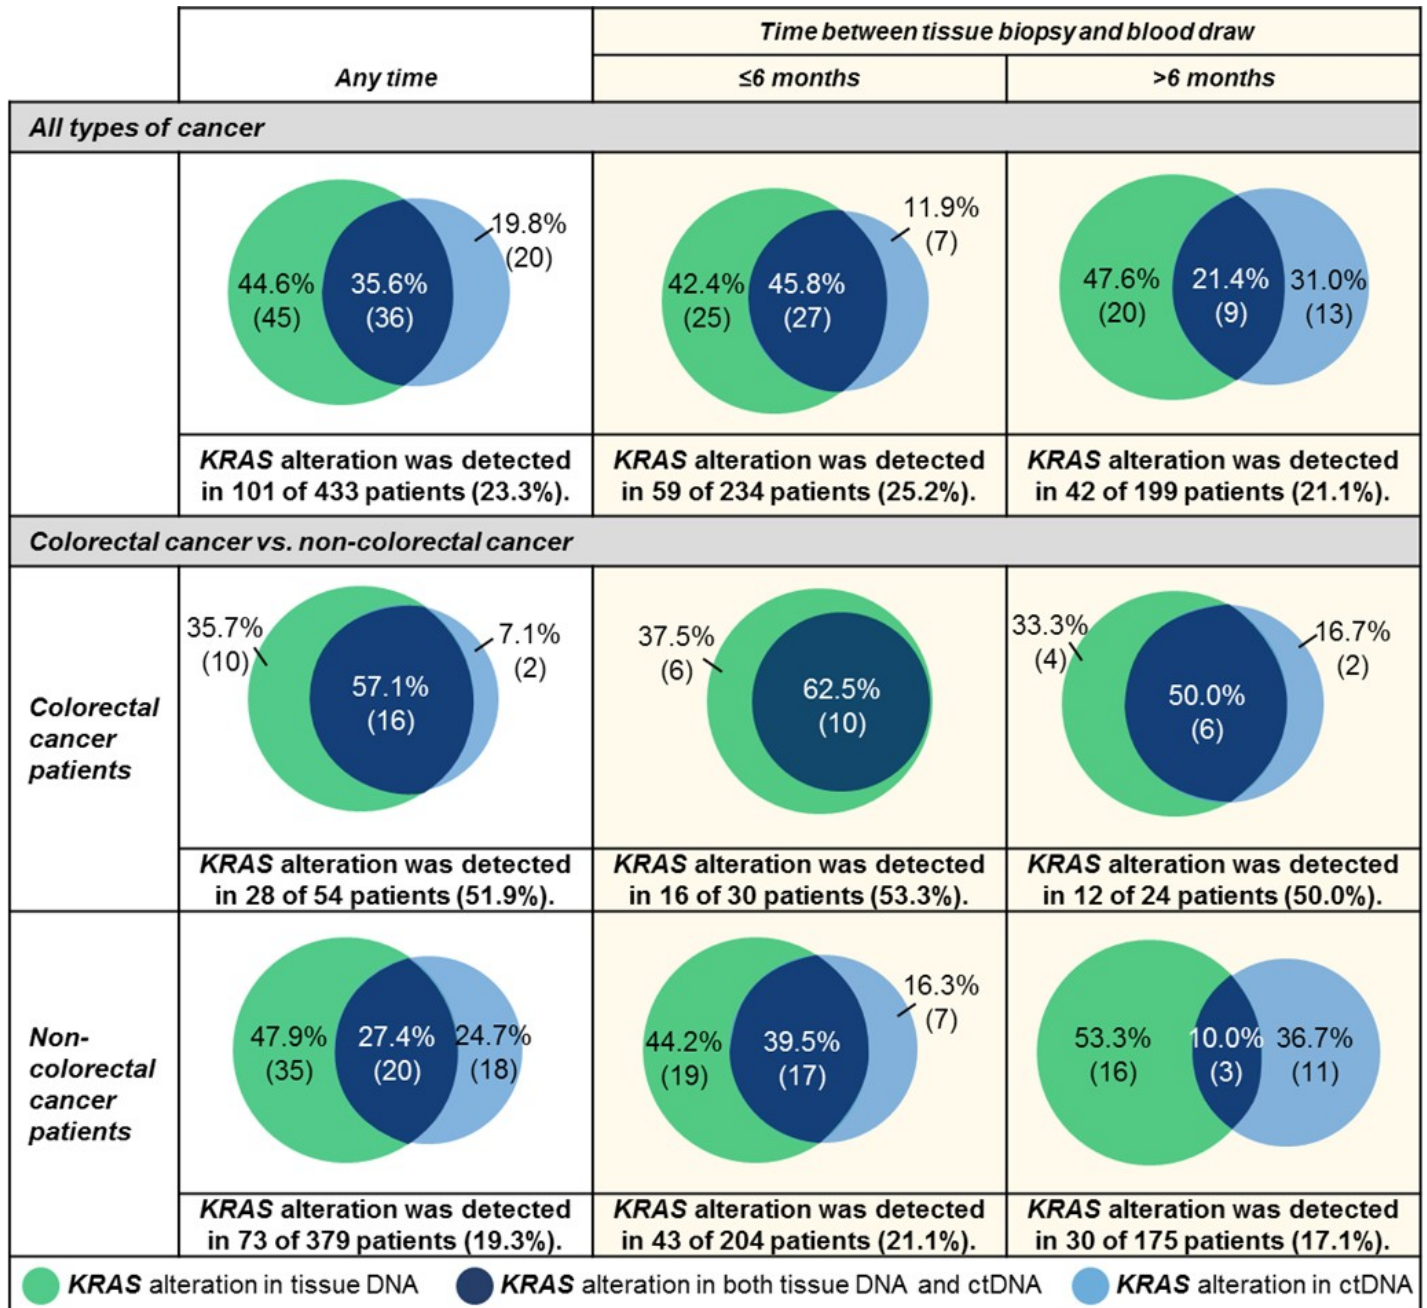 Time between tissue biopsy and blood draw
Any time
≤6 months
>6 months
All types of cancer
44.6%
(45)
35.6%
(36)
19.8%
(20)
42.4%
(25)
45.8%
(27)
11.9%
(7)
47.6%
(20)
21.4%
(9)
31.0%
(13)
KRAS alteration was detected
in 101 of 433 patients (23.3%).
KRAS alteration was detected
in 59 of 234 patients (25.2%).
KRAS alteration was detected
in 42 of 199 patients (21.1%).
Colorectal cancer vs. non-colorectal cancer
Colorectal
cancer
patients
35.7%
(10)
57.1%
(16)
7.1%
(2)
37.5%
(6)
62.5%
(10)
33.3%
(4)
50.0%
(6)
16.7%
(2)
KRAS alteration was detected
in 28 of 54 patients (51.9%).
KRAS alteration was detected
in 16 of 30 patients (53.3%).
KRAS alteration was detected
in 12 of 24 patients (50.0%).
Non-
colorectal
cancer
patients
47.9%
(35)
27.4%
(20)
24.7%
(18)
44.2%
(19)
39.5%
(17)
16.3%
(7)
53.3%
(16)
10.0%
(3)
36.7%
(11)
KRAS alteration was detected
in 73 of 379 patients (19.3%).
KRAS alteration was detected
in 43 of 204 patients (21.1%).
KRAS alteration was detected
in 30 of 175 patients (17.1%).
KRAS alteration in tissue DNA
KRAS alteration in both tissue DNA and ctDNA
KRAS alteration in ctDNA